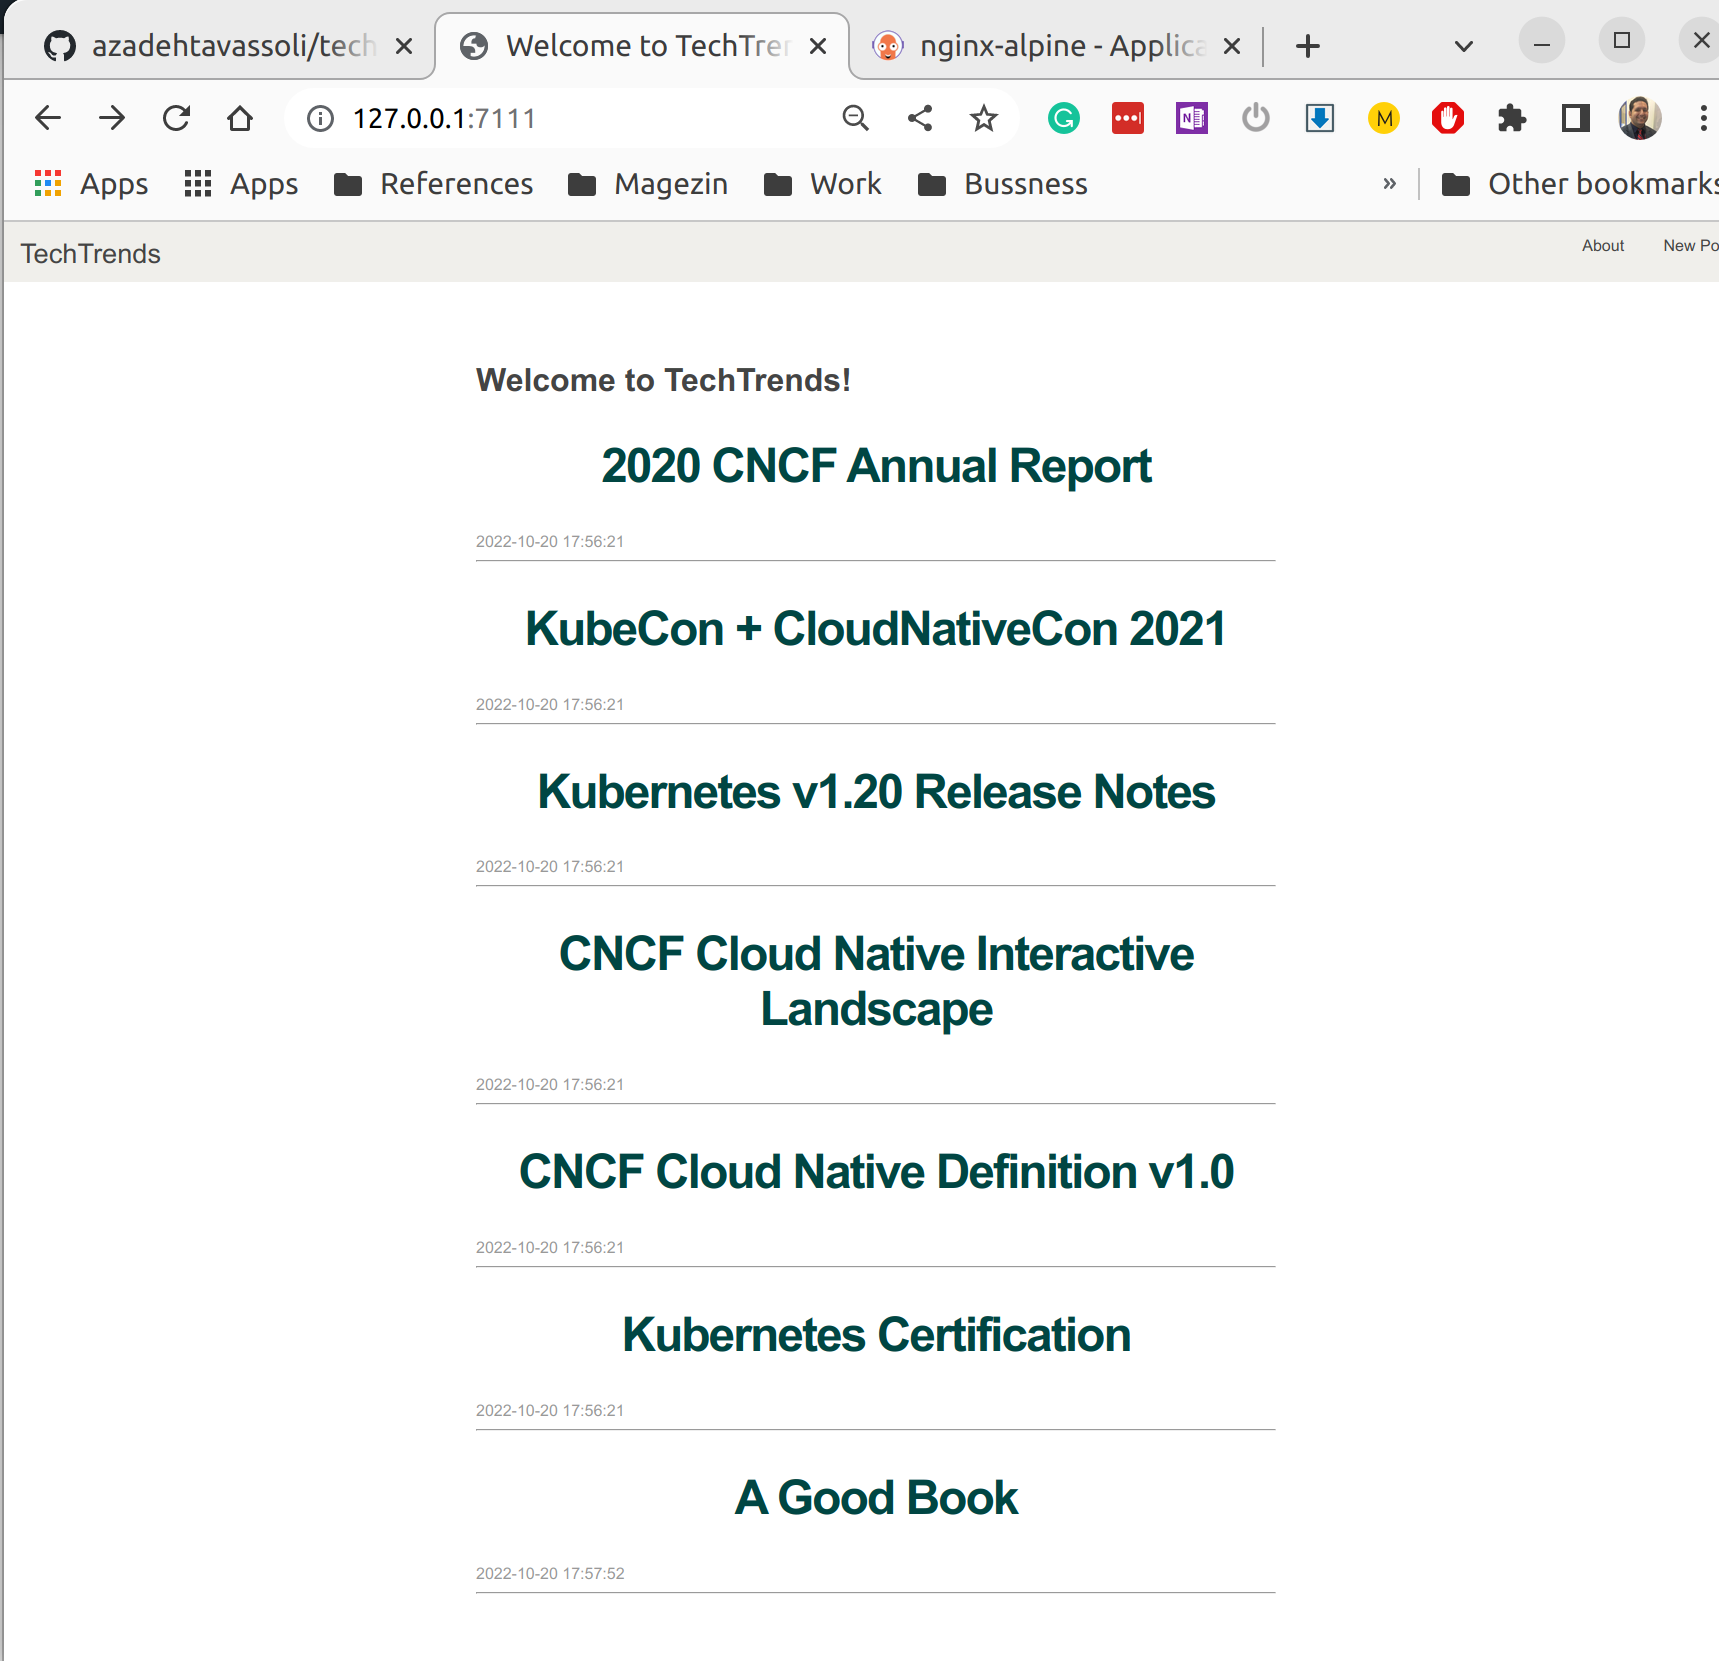 azadehtavassoli/tech
Welcome to TechTrer
nginx-alpine - Applica
127.0.0.1:7111
Apps
Apps
References
Magezin
Work
Bussness
»
Other bookmarks
TechTrends
About
New Po
Welcome to TechTrends!
2020 CNCF Annual Report
2022-10-20 17:56:21
KubeCon + CloudNativeCon 2021
2022-10-20 17:56:21
Kubernetes v1.20 Release Notes
2022-10-20 17:56:21
CNCF Cloud Native Interactive
Landscape
2022-10-20 17:56:21
CNCF Cloud Native Definition v1.0
2022-10-20 17:56:21
Kubernetes Certification
2022-10-20 17:56:21
A Good Book
2022-10-20 17:57:52